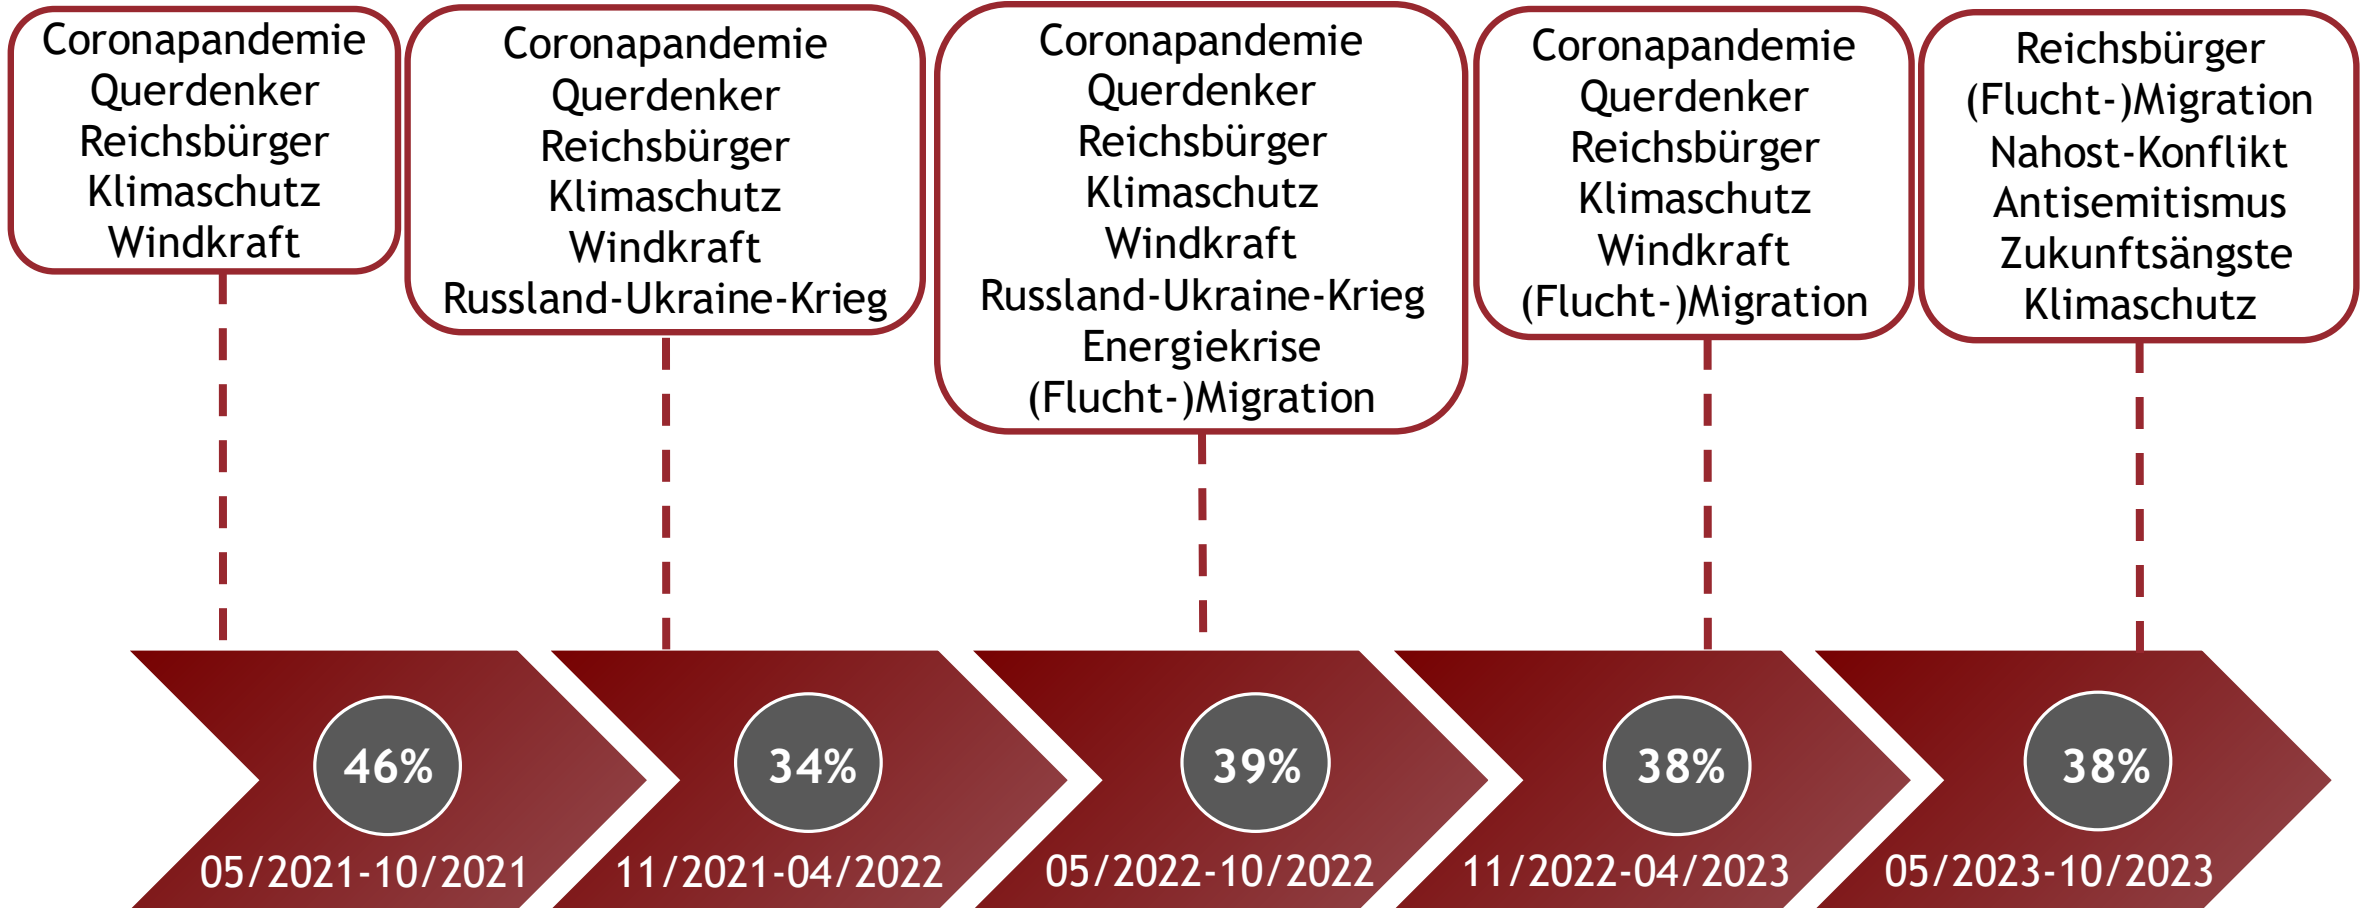 Coronapandemie
Querdenker
Reichsbürger
Klimaschutz
Windkraft
Coronapandemie
Querdenker
Reichsbürger
Klimaschutz
Windkraft
Russland-Ukraine-Krieg
Coronapandemie
Querdenker
Reichsbürger
Klimaschutz
Windkraft
Russland-Ukraine-Krieg
Energiekrise
(Flucht-)Migration
Coronapandemie
Querdenker
Reichsbürger
Klimaschutz
Windkraft
(Flucht-)Migration
Reichsbürger
(Flucht-)Migration
Nahost-Konflikt
Antisemitismus
Zukunftsängste
Klimaschutz
46%
05/2021-10/2021
34%
11/2021-04/2022
39%
05/2022-10/2022
38%
11/2022-04/2023
38%
05/2023-10/2023